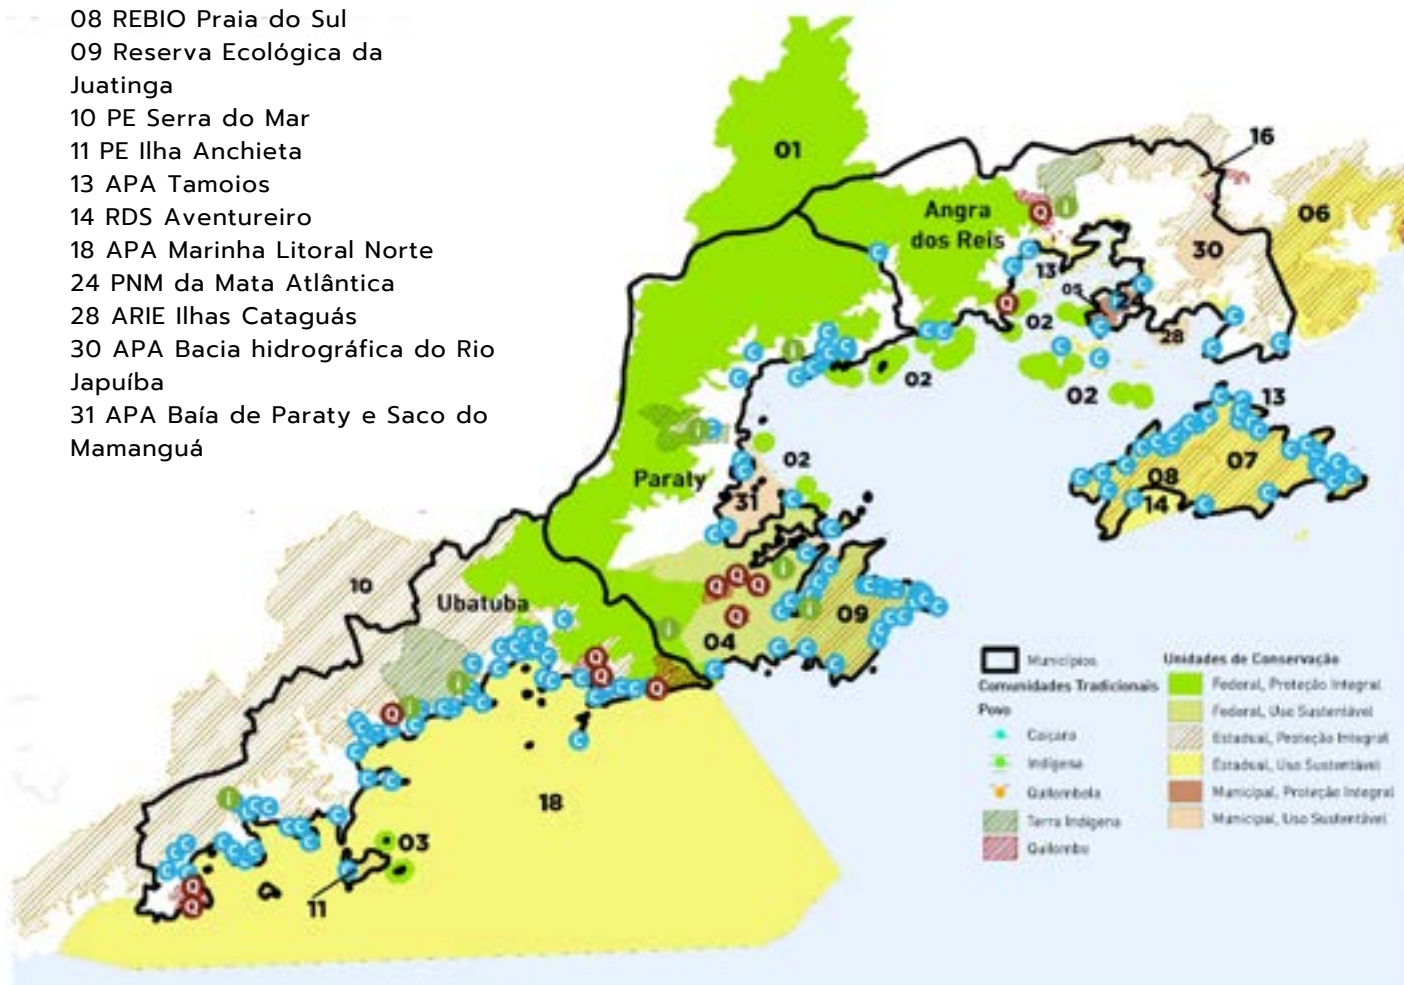 08 REBIO Praia do Sul
09 Reserva Ecológica da
Juatinga
10 PE Serra do Mar
11 PE Ilha Anchieta
13 APA Tamoios
14 RDS Aventureiro
18 APA Marinha Litoral Norte
24 PNM da Mata Atlântica
28 ARIE Ilhas Cataguás
30 APA Bacia hidrográfica do Rio
Japuíba
31 APA Baía de Paraty e Saco do
Mamanguá
01
16
06
Angra
dos Reis
30
13
05
24
02
28
02
02
13
02
07
08
14
Paraty
31
10
Ubatuba
09
04
18
03
11
Municípios
Comunidades Tradicionais
Povo
Caiçara
Indígena
Quilombola
Terra Indígena
Quilombo
Unidades de Conservação
Federal, Proteção Integral
Federal, Uso Sustentável
Estadual, Proteção Integral
Estadual, Uso Sustentável
Municipal, Proteção Integral
Municipal, Uso Sustentável